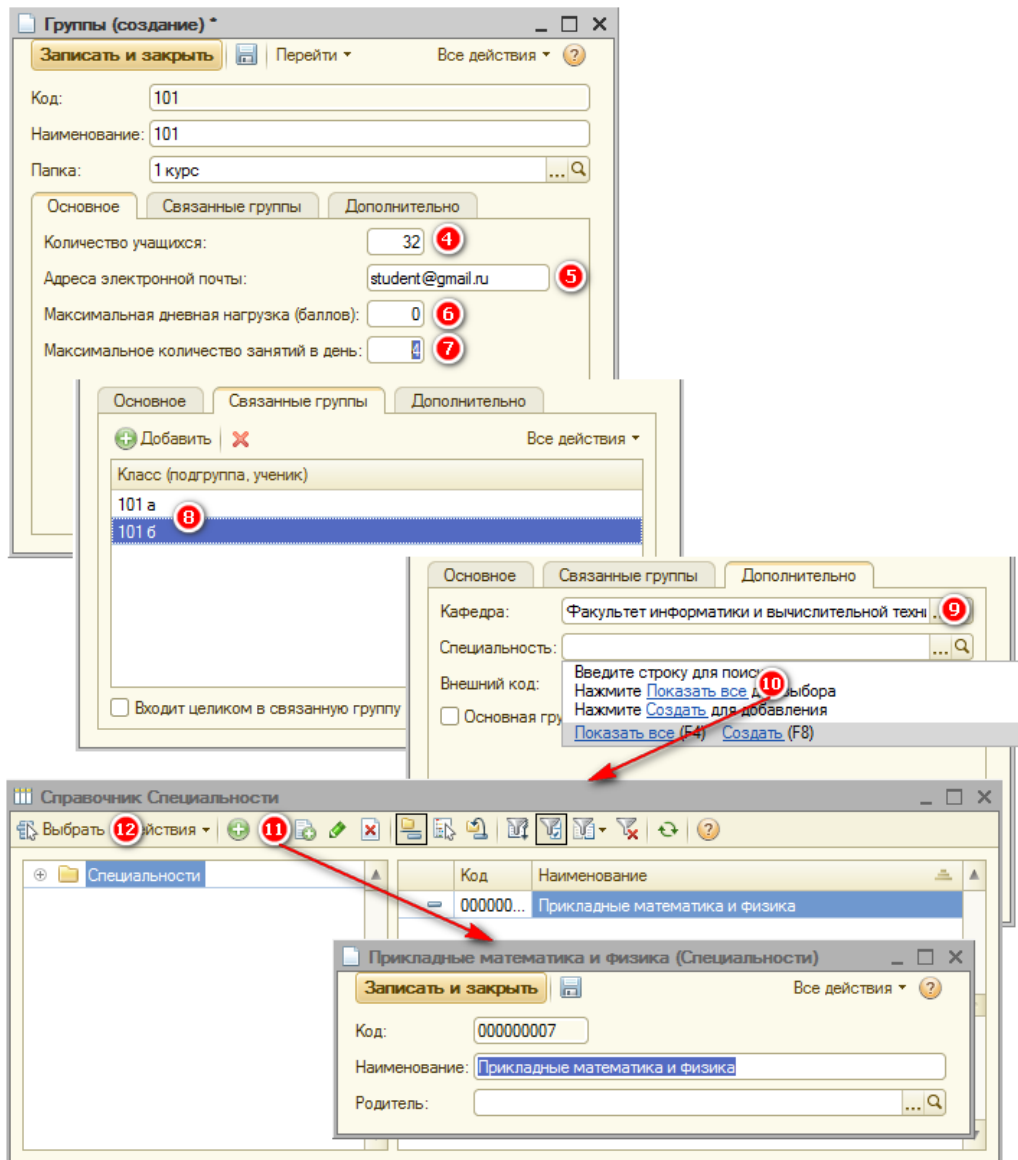 Группы (создание) *
Записать и закрыть Перейти Все действия ?
Код: 101
Наименование: 101
Папка: 1 курс ...
Основное Связанные группы Дополнительно
Количество учащихся: 32 4
Адреса электронной почты: student@gmail.ru 5
Максимальная дневная нагрузка (баллов): 0 6
Максимальное количество занятий в день: 4 7
Основное Связанные группы Дополнительно
Добавить Все действия
Класс (подгруппа, ученик)
101 а
8
101 б
Входит целиком в связанную группу
Основное Связанные группы Дополнительно
Кафедра: Факультет информатики и вычислительной техни 9
Специальность: ...
Введите строку для поис
Внешний код:
Нажмите Показать все д 10 выбора
Основная гру
Нажмите Создать для добавления
Показать все (F4) Создать (F8)
Справочник Специальности
Выбрать 12 йствия 11 ?
Специальности
Код Наименование
000000... Прикладные математика и физика
Прикладные математика и физика (Специальности)
Записать и закрыть Все действия ?
Код: 000000007
Наименование: Прикладные математика и физика
Родитель: ...